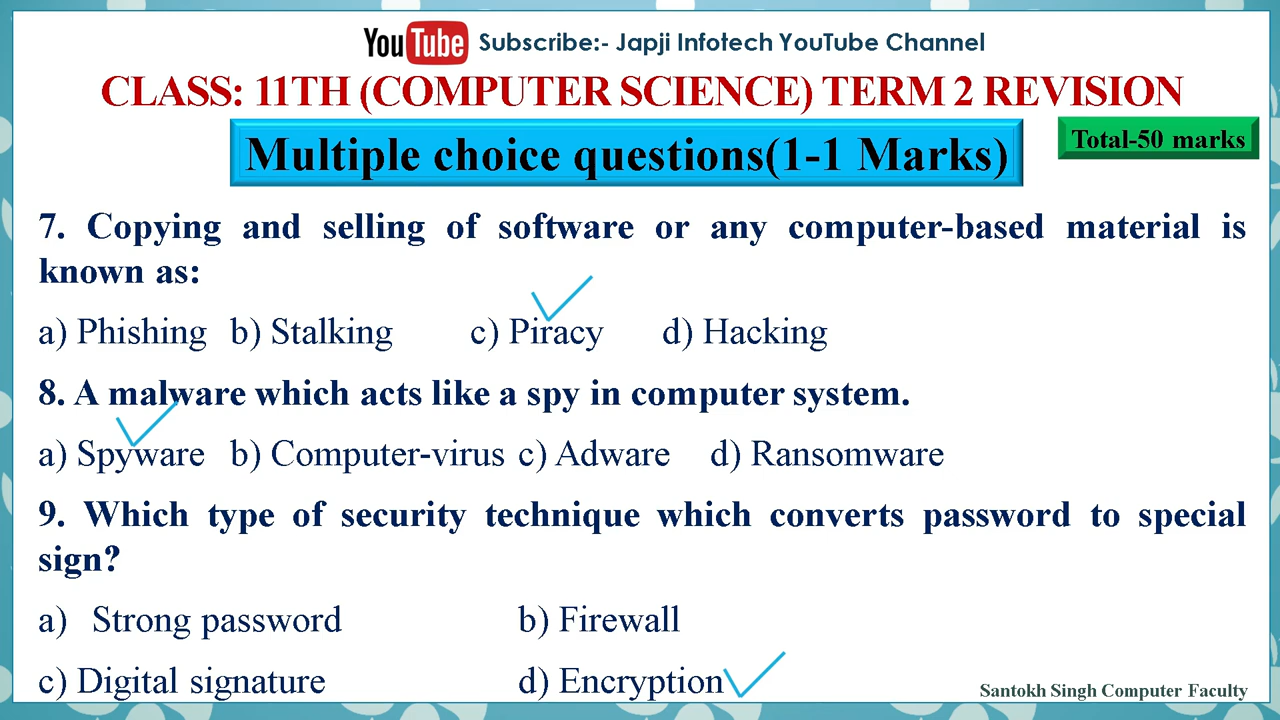 YouTube Subscribe:- Japji Infotech YouTube Channel
CLASS: 11TH (COMPUTER SCIENCE) TERM 2 REVISION
Multiple choice questions(1-1 Marks)
Total-50 marks
7. Copying and selling of software or any computer-based material is
known as:
a) Phishing b) Stalking c) Piracy d) Hacking
8. A malware which acts like a spy in computer system.
a) Spyware b) Computer-virus c) Adware d) Ransomware
9. Which type of security technique which converts password to special
sign?
a) Strong password b) Firewall
c) Digital signature d) Encryption
Santokh Singh Computer Faculty